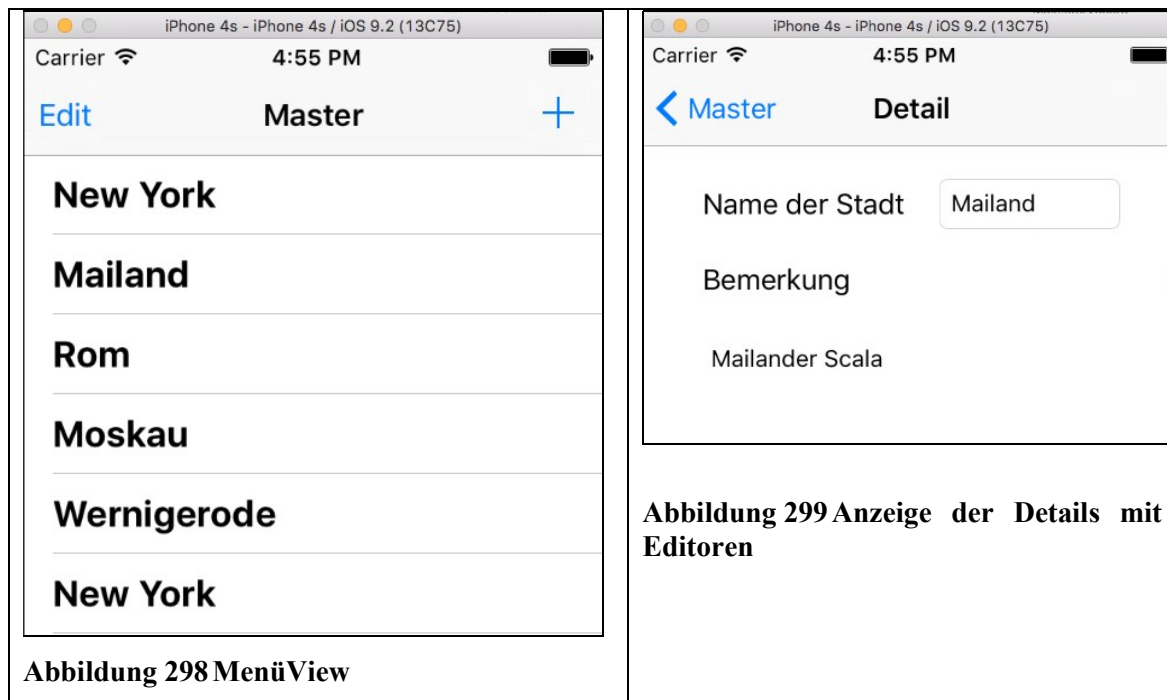 iPhone 4s - iPhone 4s / iOS 9.2 (13C75)
Carrier 4:55 PM
Edit Master +
New York
Mailand
Rom
Moskau
Wernigerode
New York
Abbildung 298 MenüView
iPhone 4s - iPhone 4s / iOS 9.2 (13C75)
Carrier 4:55 PM
Master Detail
Name der Stadt Mailand
Bemerkung
Mailander Scala
Abbildung 299 Anzeige der Details mit
Editoren